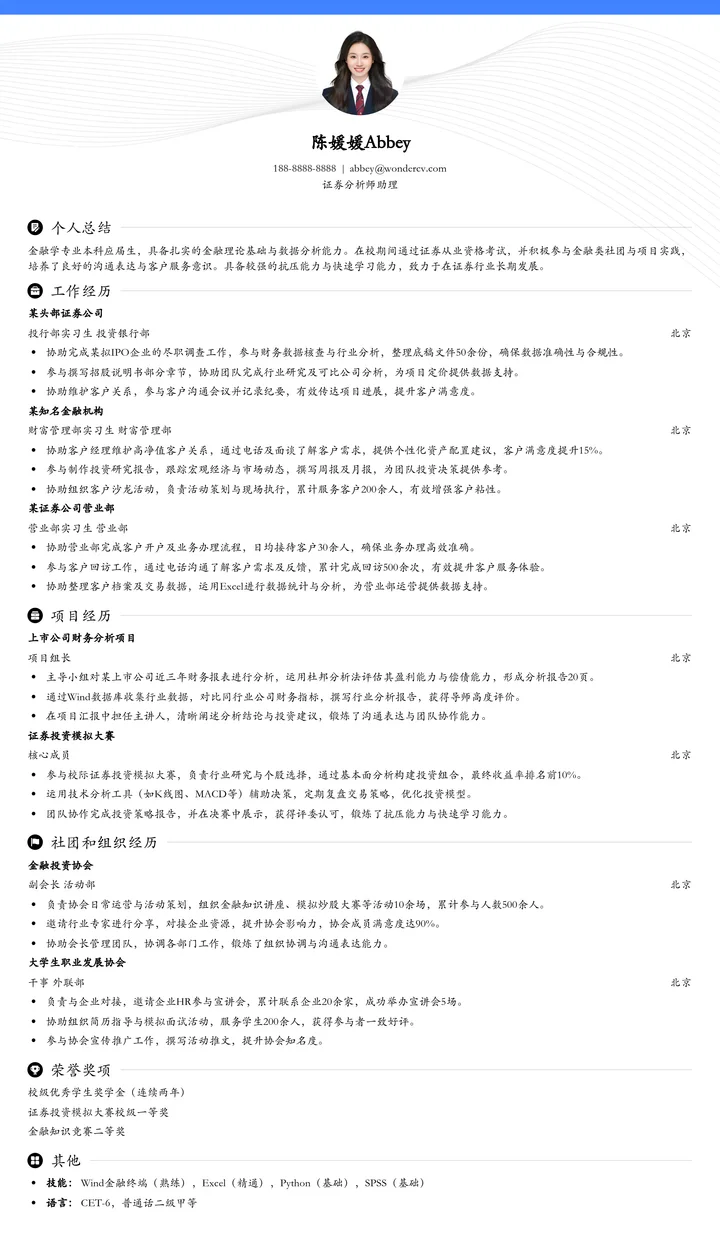 陈媛媛Abbey
188-8888-8888 | abbey@wondercv.com
证券分析师助理
个人总结
金融学专业本科应届生，具备扎实的金融理论基础与数据分析能力。在校期间通过证券从业资格考试，并积极参与金融类社团与项目实践，
培养了良好的沟通表达与客户服务意识。具备较强的抗压能力与快速学习能力，致力于在证券行业长期发展。
工作经历
某头部证券公司
投行部实习生 投资银行部 北京
• 协助完成某拟IPO企业的尽职调查工作，参与财务数据核查与行业分析，整理底稿文件50余份，确保数据准确性与合规性。
• 参与撰写招股说明书部分章节，协助团队完成行业研究及可比公司分析，为项目定价提供数据支持。
• 协助维护客户关系，参与客户沟通会议并记录纪要，有效传达项目进展，提升客户满意度。
某知名金融机构
财富管理部实习生 财富管理部 北京
• 协助客户经理维护高净值客户关系，通过电话及面谈了解客户需求，提供个性化资产配置建议，客户满意度提升15%。
• 参与制作投资研究报告，跟踪宏观经济与市场动态，撰写周报及月报，为团队投资决策提供参考。
• 协助组织客户沙龙活动，负责活动策划与现场执行，累计服务客户200余人，有效增强客户粘性。
某证券公司营业部
营业部实习生 营业部 北京
• 协助营业部完成客户开户及业务办理流程，日均接待客户30余人，确保业务办理高效准确。
• 参与客户回访工作，通过电话沟通了解客户需求及反馈，累计完成回访500余次，有效提升客户服务体验。
• 协助整理客户档案及交易数据，运用Excel进行数据统计与分析，为营业部运营提供数据支持。
项目经历
上市公司财务分析项目
项目组长 北京
• 主导小组对某上市公司近三年财务报表进行分析，运用杜邦分析法评估其盈利能力与偿债能力，形成分析报告20页。
• 通过Wind数据库收集行业数据，对比同行业公司财务指标，撰写行业分析报告，获得导师高度评价。
• 在项目汇报中担任主讲人，清晰阐述分析结论与投资建议，锻炼了沟通表达与团队协作能力。
证券投资模拟大赛
核心成员 北京
• 参与校际证券投资模拟大赛，负责行业研究与个股选择，通过基本面分析构建投资组合，最终收益率排名前10%。
• 运用技术分析工具（如K线图、MACD等）辅助决策，定期复盘交易策略，优化投资模型。
• 团队协作完成投资策略报告，并在决赛中展示，获得评委认可，锻炼了抗压能力与快速学习能力。
社团和组织经历
金融投资协会
副会长 活动部 北京
• 负责协会日常运营与活动策划，组织金融知识讲座、模拟炒股大赛等活动10余场，累计参与人数500余人。
• 邀请行业专家进行分享，对接企业资源，提升协会影响力，协会成员满意度达90%。
• 协助会长管理团队，协调各部门工作，锻炼了组织协调与沟通表达能力。
大学生职业发展协会
干事 外联部 北京
• 负责与企业对接，邀请企业HR参与宣讲会，累计联系企业20余家，成功举办宣讲会5场。
• 协助组织简历指导与模拟面试活动，服务学生200余人，获得参与者一致好评。
• 参与协会宣传推广工作，撰写活动推文，提升协会知名度。
荣誉奖项
校级优秀学生奖学金（连续两年）
证券投资模拟大赛校级一等奖
金融知识竞赛二等奖
其他
• 技能： Wind金融终端（熟练），Excel（精通），Python（基础），SPSS（基础）
• 语言： CET-6，普通话二级甲等